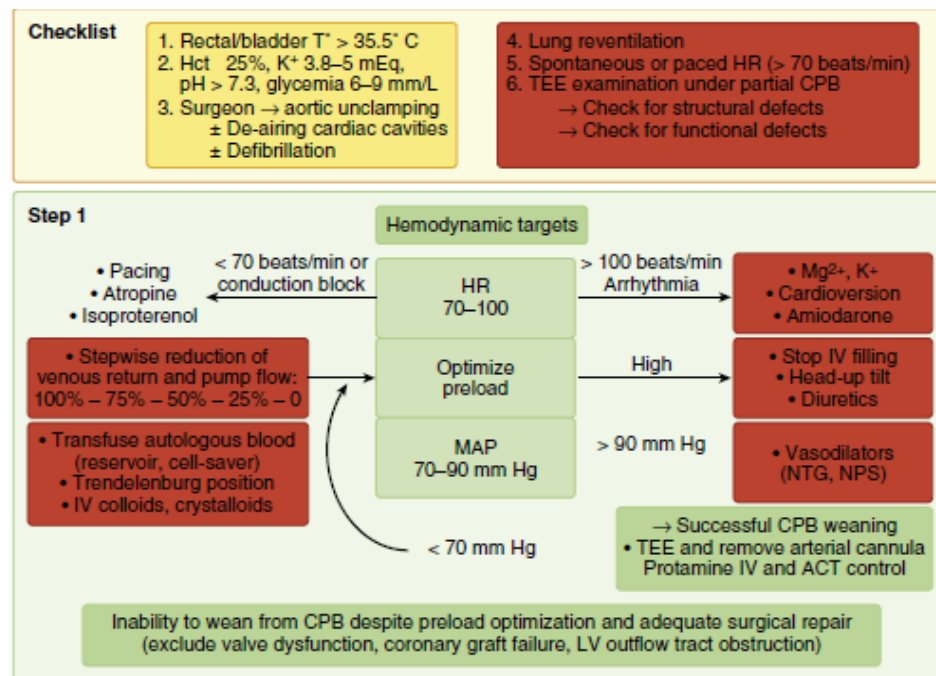 Checklist
1. Rectal/bladder T° > 35.5° C
2. Hct 25%, K+ 3.8–5 mEq,
pH > 7.3, glycemia 6–9 mm/L
3. Surgeon → aortic unclamping
± De-airing cardiac cavities
± Defibrillation
4. Lung reventilation
5. Spontaneous or paced HR (> 70 beats/min)
6. TEE examination under partial CPB
→ Check for structural defects
→ Check for functional defects
Step 1
Hemodynamic targets
• Pacing
• Atropine
• Isoproterenol
< 70 beats/min or
conduction block
HR
70–100
> 100 beats/min
Arrhythmia
• Mg2+, K+
• Cardioversion
• Amiodarone
• Stepwise reduction of
venous return and pump flow:
100% – 75% – 50% – 25% – 0
Optimize
preload
High
• Stop IV filling
• Head-up tilt
• Diuretics
• Transfuse autologous blood
(reservoir, cell-saver)
• Trendelenburg position
• IV colloids, crystalloids
MAP
70–90 mm Hg
> 90 mm Hg
• Vasodilators
(NTG, NPS)
< 70 mm Hg
→ Successful CPB weaning
• TEE and remove arterial cannula
Protamine IV and ACT control
Inability to wean from CPB despite preload optimization and adequate surgical repair
(exclude valve dysfunction, coronary graft failure, LV outflow tract obstruction)